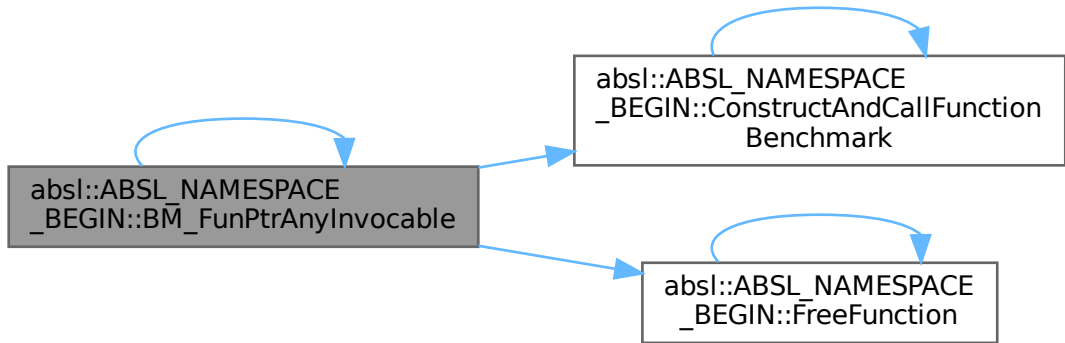 absl::ABSL_NAMESPACE
_BEGIN::ConstructAndCallFunction
Benchmark
absl::ABSL_NAMESPACE
_BEGIN::BM_FunPtrAnyInvocable
absl::ABSL_NAMESPACE
_BEGIN::FreeFunction